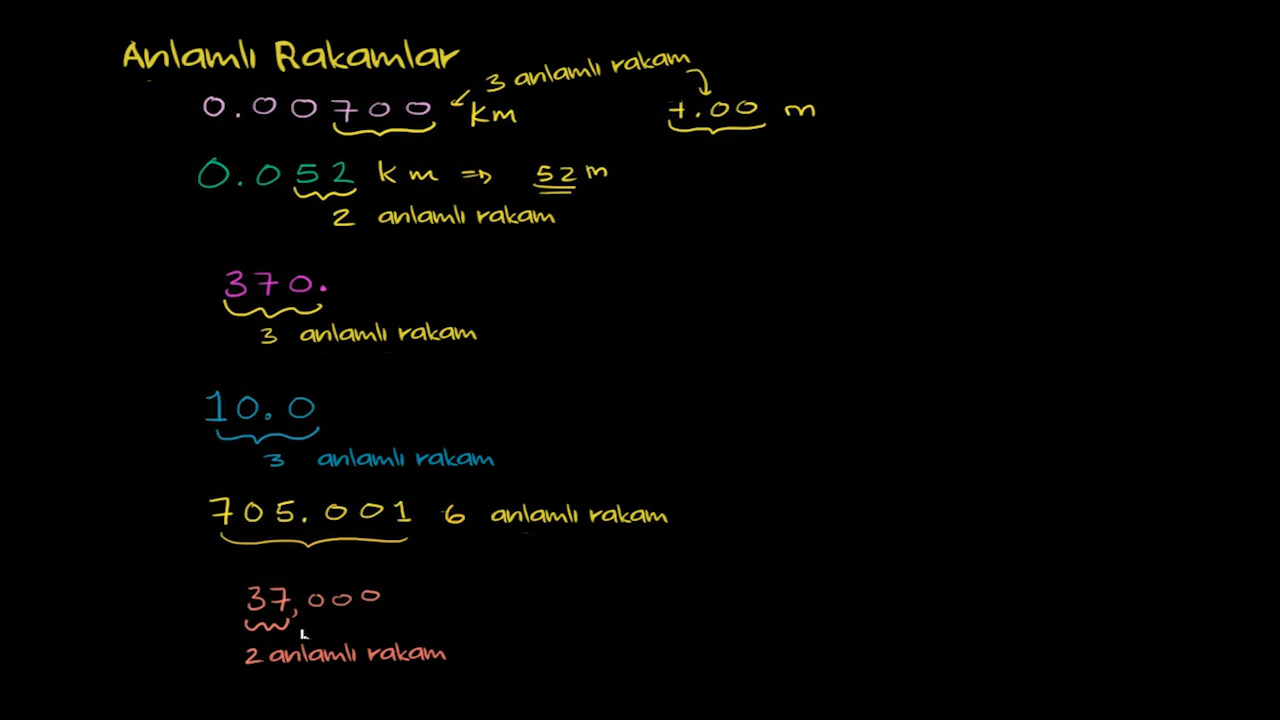 Anlamlı Rakamlar
3 anlamlı rakam
0.00700 km 7.00 m
0.052 km ⇒ 52 m
2 anlamlı rakam
370.
3 anlamlı rakam
10.0
3 anlamlı rakam
705.001 6 anlamlı rakam
37,000
2 anlamlı rakam